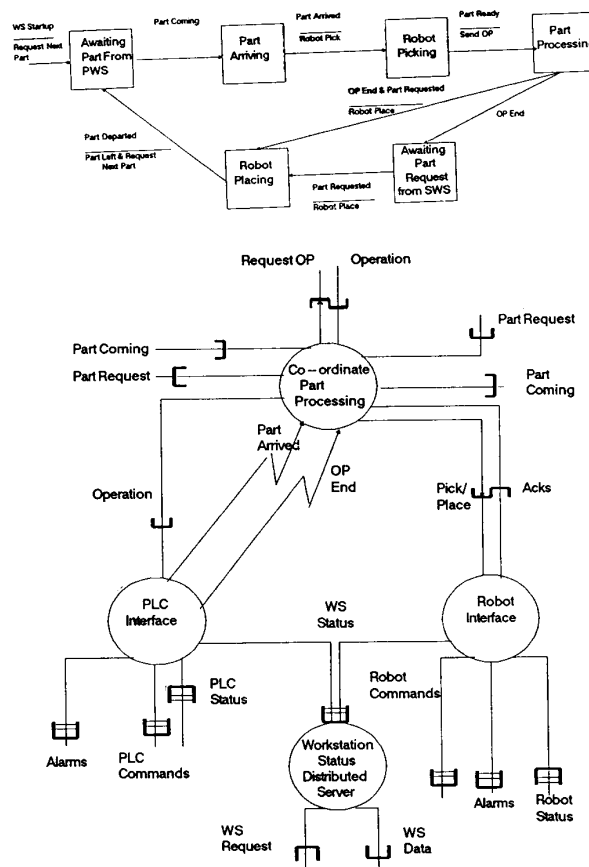 WS Startup
Request Next
Part
Awaiting
Part From
PWS
Part Coming
Part
Arriving
Part Arrived
Robot Pick
Robot
Picking
Part Ready
Send OP
Part
Processing
OP End & Part Requested
Robot Place
OP End
Part Departed
Part Left & Request
Next Part
Robot
Placing
Part Requested
Robot Place
Awaiting
Part
Request
from SWS
Request OP
Operation
Part Request
Part Coming
Part Request
Co-ordinate
Part
Processing
Part
Coming
Part
Arrived
OP
End
Operation
Pick/
Place
Acks
PLC
Interface
WS
Status
Robot
Interface
PLC
Status
Robot
Commands
Alarms
PLC
Commands
Workstation
Status
Distributed
Server
Alarms
Robot
Status
WS
Request
WS
Data